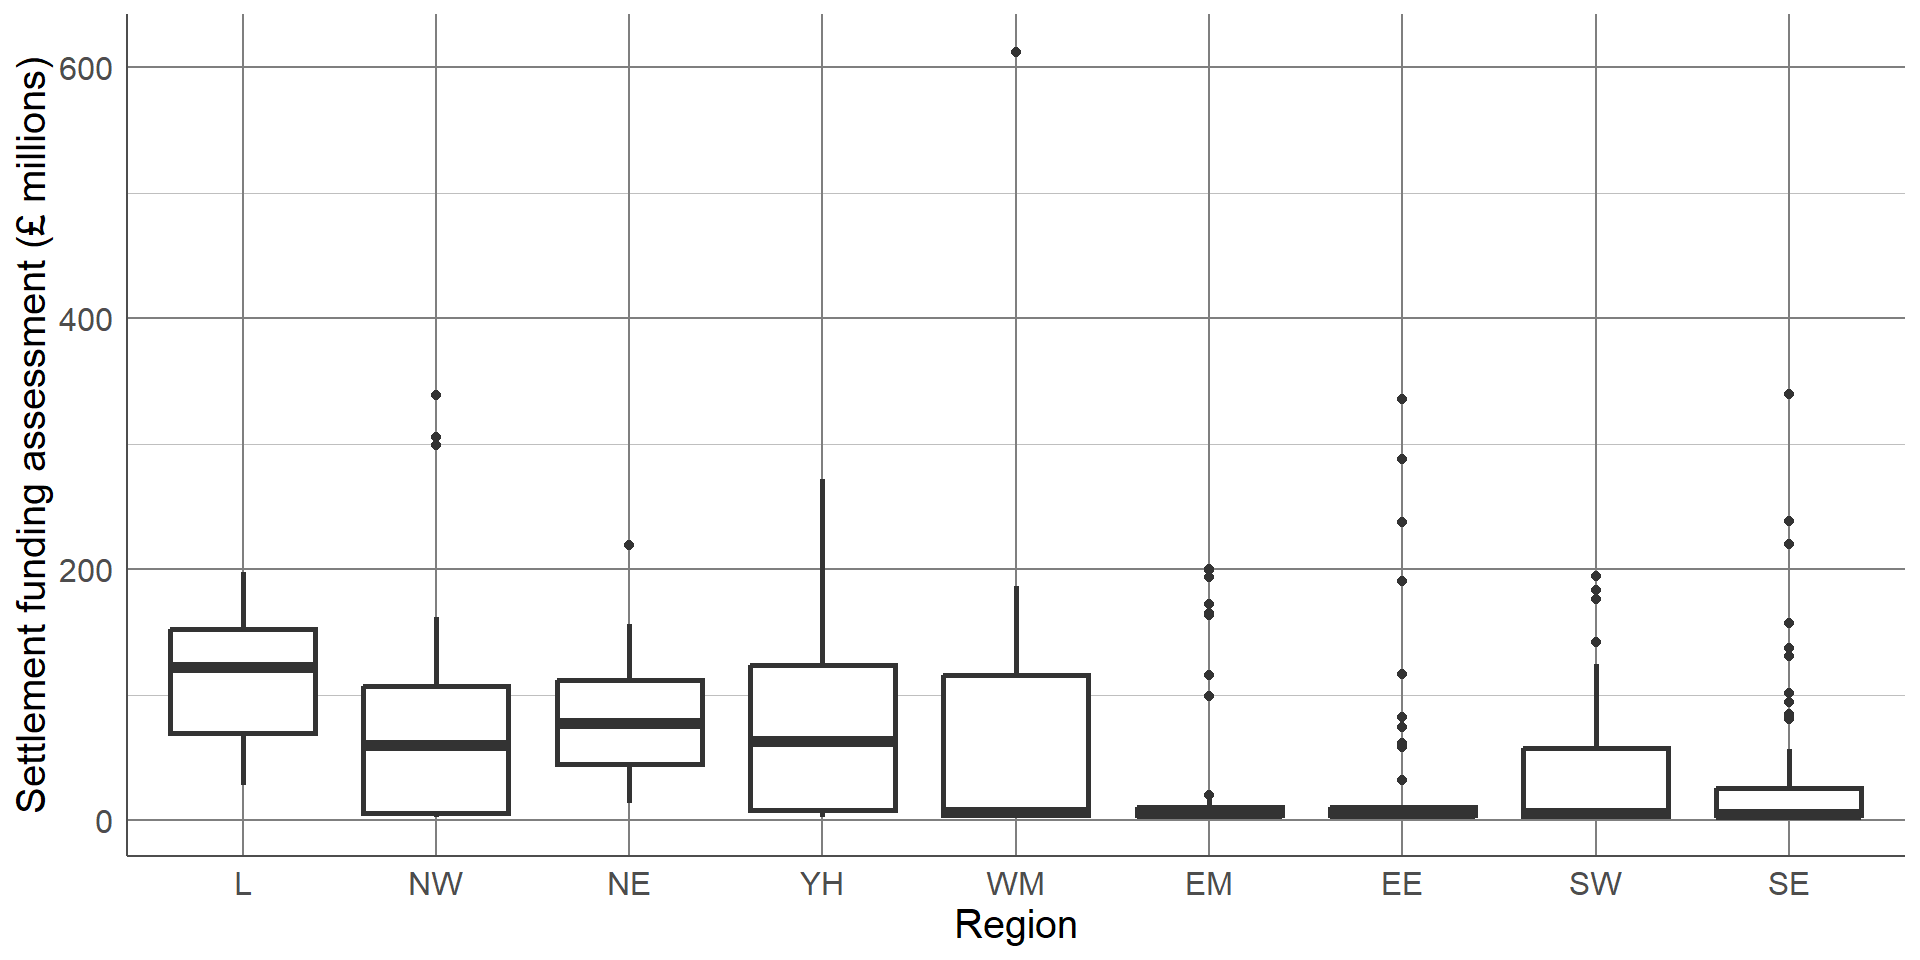 Settlement funding assessment (£ millions)
600
400
200
0
L NW NE YH WM EM EE SW SE
Region